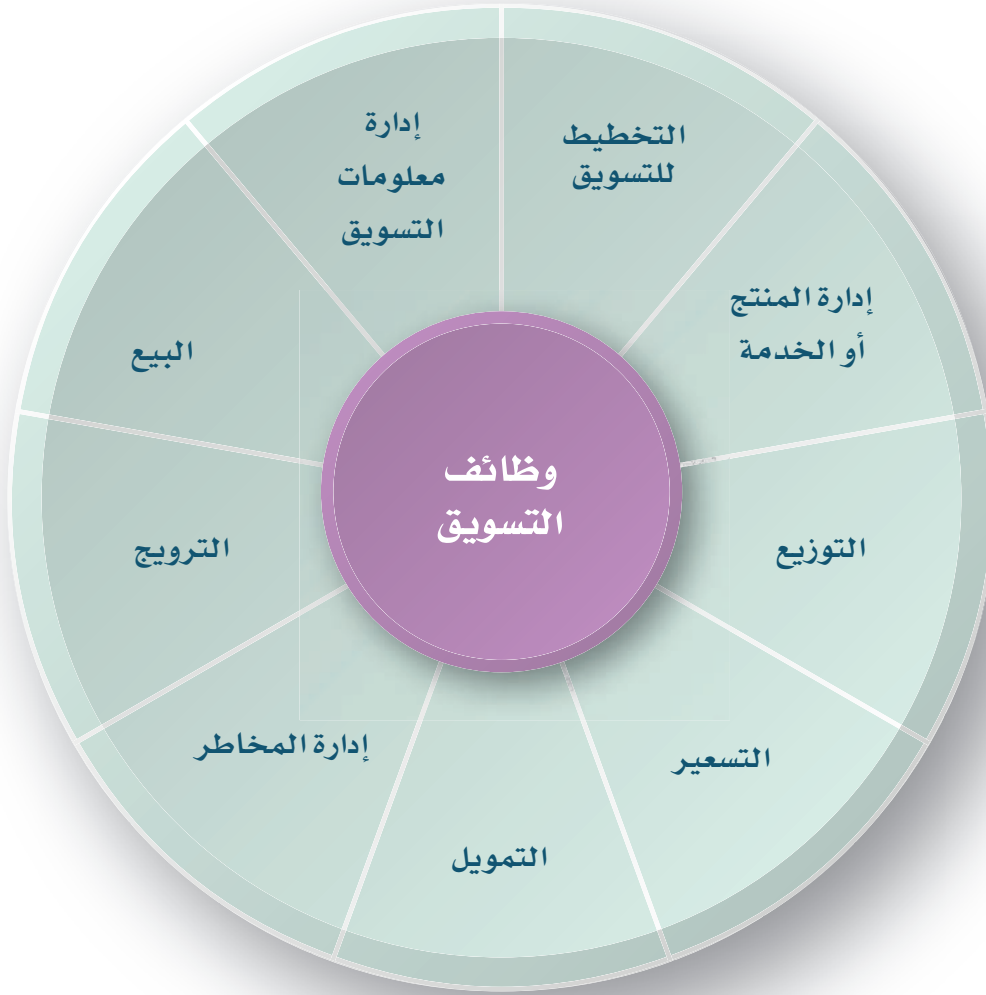 وظائف
التسويق
التخطيط
للتسويق
إدارة المنتج
أو الخدمة
التوزيع
التسعير
التمويل
إدارة المخاطر
الترويج
البيع
إدارة
معلومات
التسويق